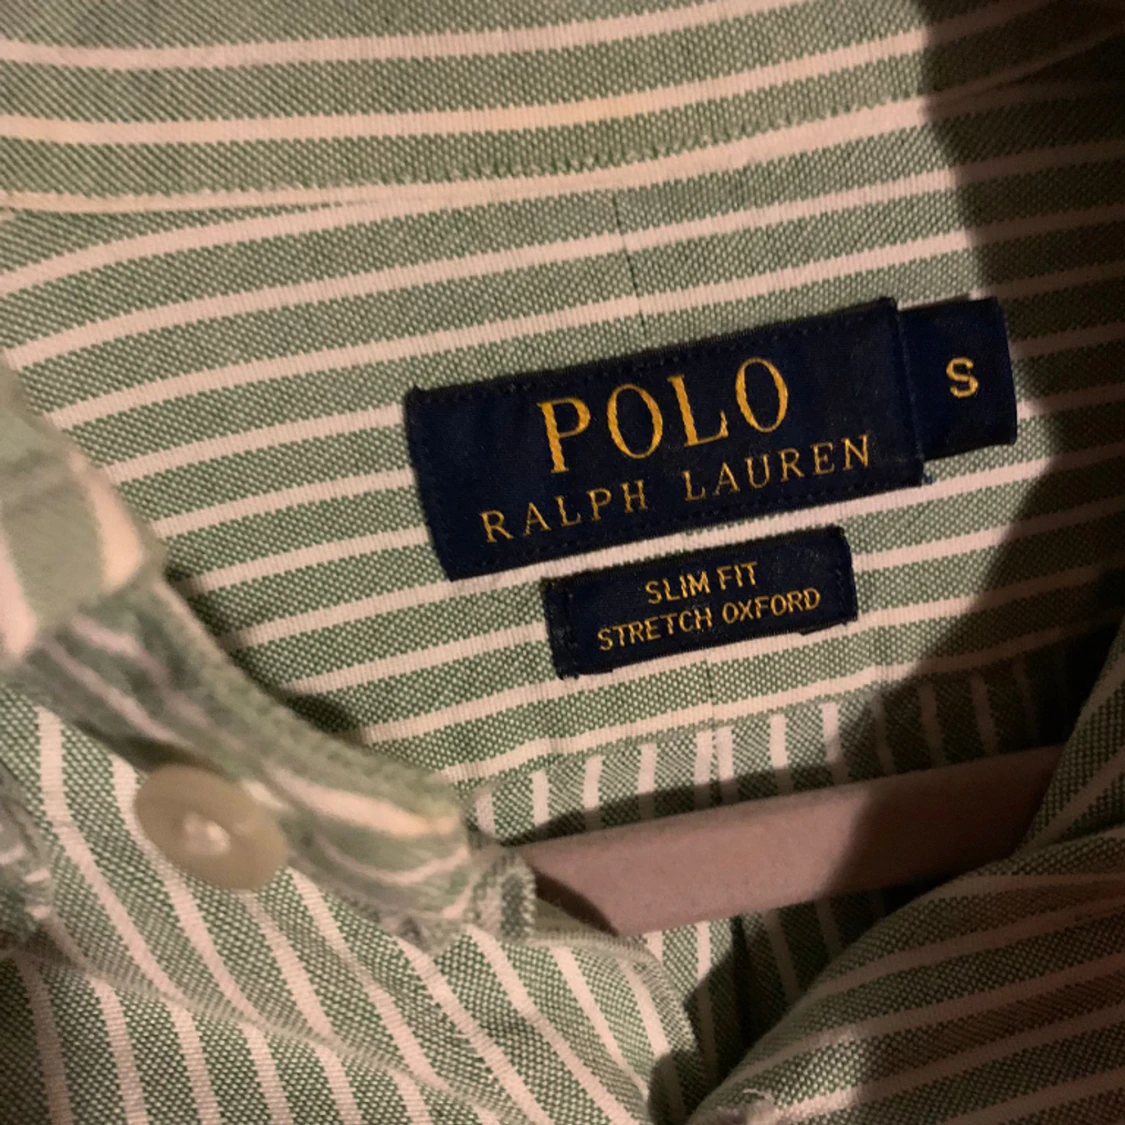 POLO
RALPH LAUREN
S
SLIM FIT
STRETCH OXFORD